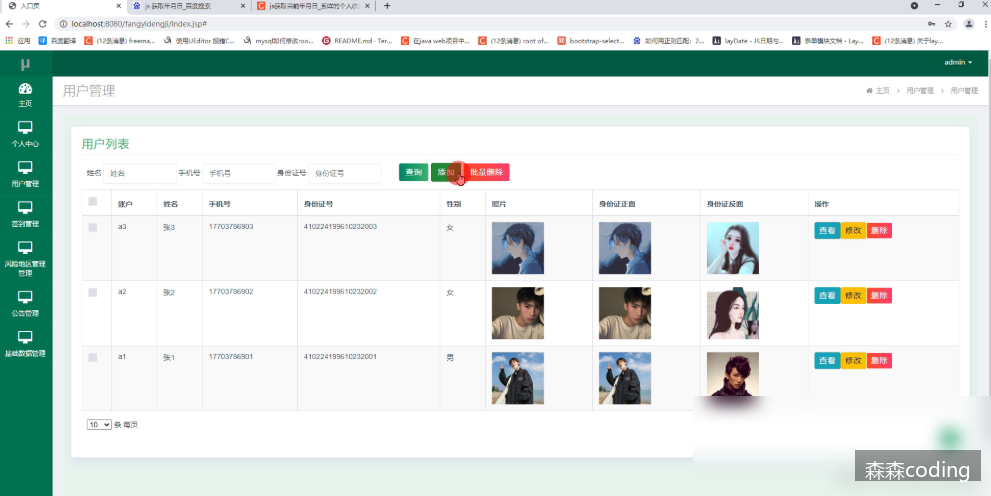 入口页
js 获取年月日_百度搜索
js获取当前年月日
localhost:8080/fangyidengji/index.jsp#
应用 百度翻译 (12条消息) freema... 使用UEditor 报错C... mysql如何修改roo... README.md · Ter... 在java web项目中... (12条消息) root of... bootstrap-select... 如何用正则匹配：2... layDate - JS日期与... 表单模块文档 - Lay... (12条消息) 关于lay...
μ
admin
主页
个人中心
用户管理
签到管理
风险地区管理
管理
公告管理
基础数据管理
用户管理
主页 > 用户管理 > 用户管理
用户列表
姓名 姓名 手机号 手机号 身份证号 身份证号 查询 添加 批量删除
账户 姓名 手机号 身份证号 性别 照片 身份证正面 身份证反面 操作
a3 张3 17703786903 410224199610232003 女 查看 修改 删除
a2 张2 17703786902 410224199610232002 女 查看 修改 删除
a1 张1 17703786901 410224199610232001 男 查看 修改 删除
10 条 每页
森森coding